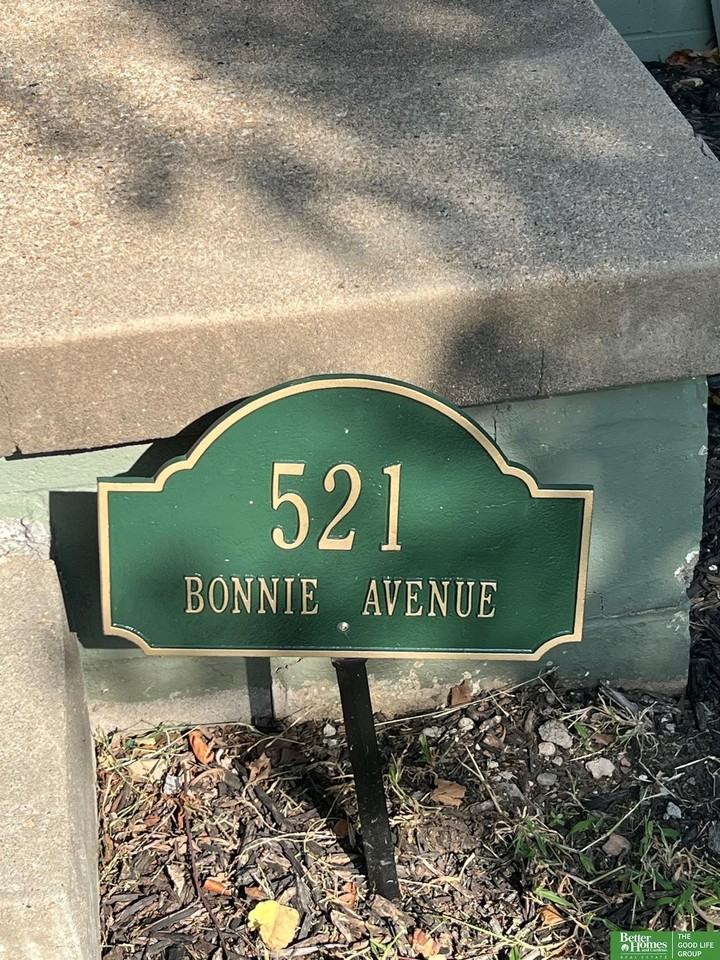 521
BONNIE AVENUE
Better
Homes
and Gardens
REAL ESTATE
THE
GOOD LIFE
GROUP